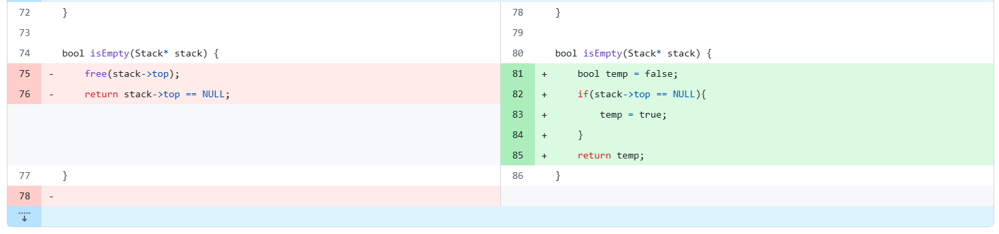 72 } 78 }
73 79
74 bool isEmpty(Stack* stack) { 80 bool isEmpty(Stack* stack) {
75 - free(stack->top); 81 + bool temp = false;
76 - return stack->top == NULL; 82 + if(stack->top == NULL){
83 + temp = true;
84 + }
85 + return temp;
77 } 86 }
78 -